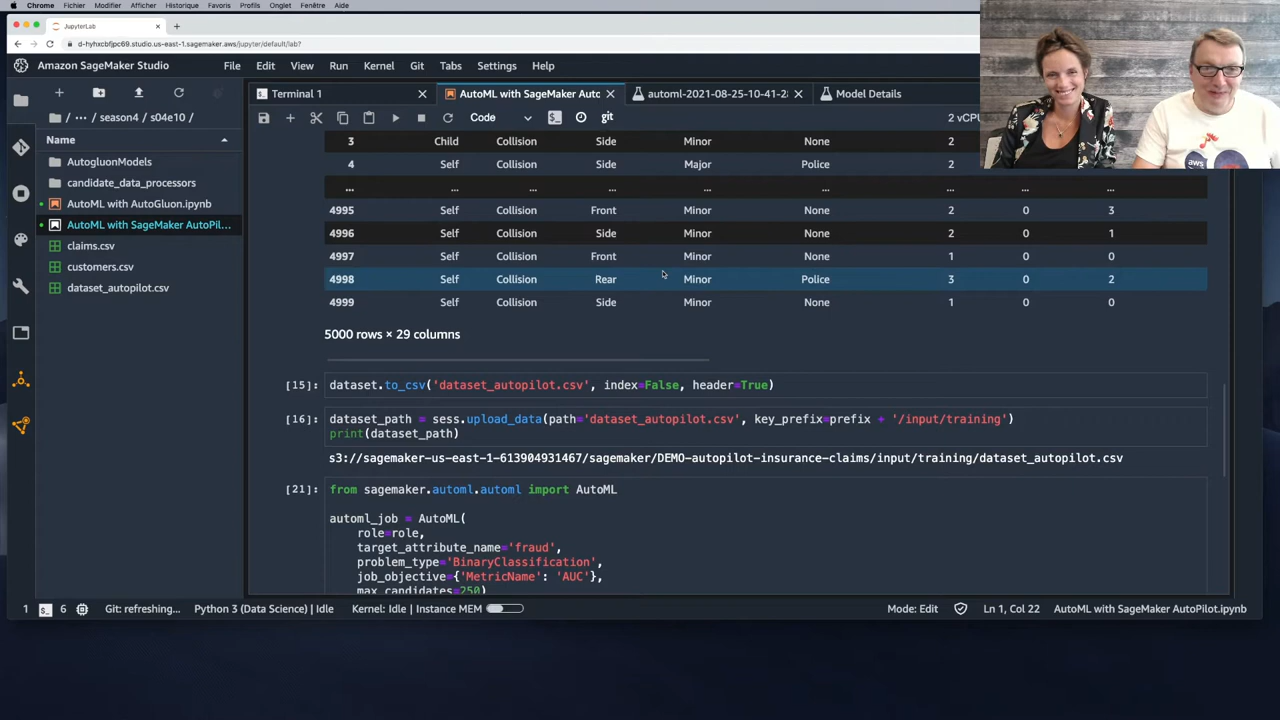 Chrome Fichier Modifier Afficher Historique Favoris Profils Onglet Fenêtre Aide
JupyterLab
d-hyhxcbfjpc69.studio.us-east-1.sagemaker.aws/jupyter/default/lab?
Amazon SageMaker Studio File Edit View Run Kernel Git Tabs Settings Help
Terminal 1 AutoML with SageMaker Auto automl-2021-08-25-10-41-2 Model Details
/ ··· / season4 / s04e10 /
Code git 2 vCPU
Name
AutogluonModels
candidate_data_processors
AutoML with AutoGluon.ipynb
AutoML with SageMaker AutoPil...
claims.csv
customers.csv
dataset_autopilot.csv
3 Child Collision Side Minor None 2
4 Self Collision Side Major Police 2
... ... ... ... ... ... ... ... ...
4995 Self Collision Front Minor None 2 0 3
4996 Self Collision Side Minor None 2 0 1
4997 Self Collision Front Minor None 1 0 0
4998 Self Collision Rear Minor Police 3 0 2
4999 Self Collision Side Minor None 1 0 0
5000 rows × 29 columns
[15]: dataset.to_csv('dataset_autopilot.csv', index=False, header=True)
[16]: dataset_path = sess.upload_data(path='dataset_autopilot.csv', key_prefix=prefix + '/input/training')
print(dataset_path)
s3://sagemaker-us-east-1-613904931467/sagemaker/DEMO-autopilot-insurance-claims/input/training/dataset_autopilot.csv
[21]: from sagemaker.automl.automl import AutoML
automl_job = AutoML(
role=role,
target_attribute_name='fraud',
problem_type='BinaryClassification',
job_objective={'MetricName': 'AUC'},
max_candidates=250)
1 6 Git: refreshing... Python 3 (Data Science) | Idle Kernel: Idle | Instance MEM Mode: Edit Ln 1, Col 22 AutoML with SageMaker AutoPilot.ipynb
aws